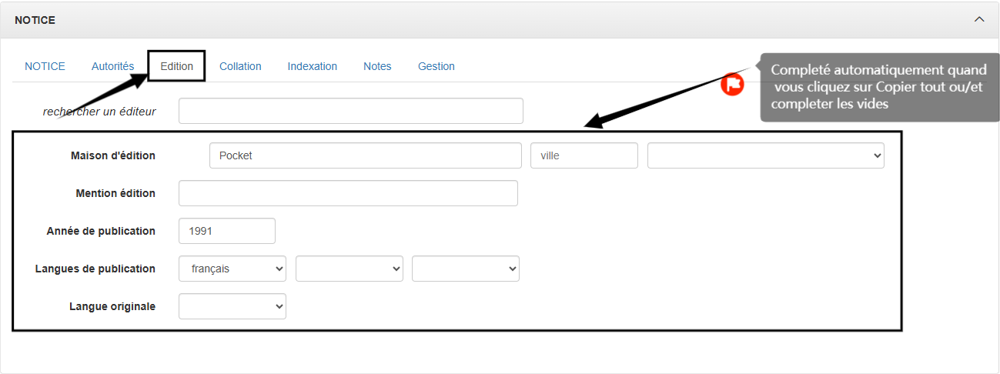 NOTICE
NOTICE Autorités Edition Collation Indexation Notes Gestion
Completé automatiquement quand
vous cliquez sur Copier tout ou/et
completer les vides
rechercher un éditeur
Maison d'édition Pocket ville
Mention édition
Année de publication 1991
Langues de publication français
Langue originale